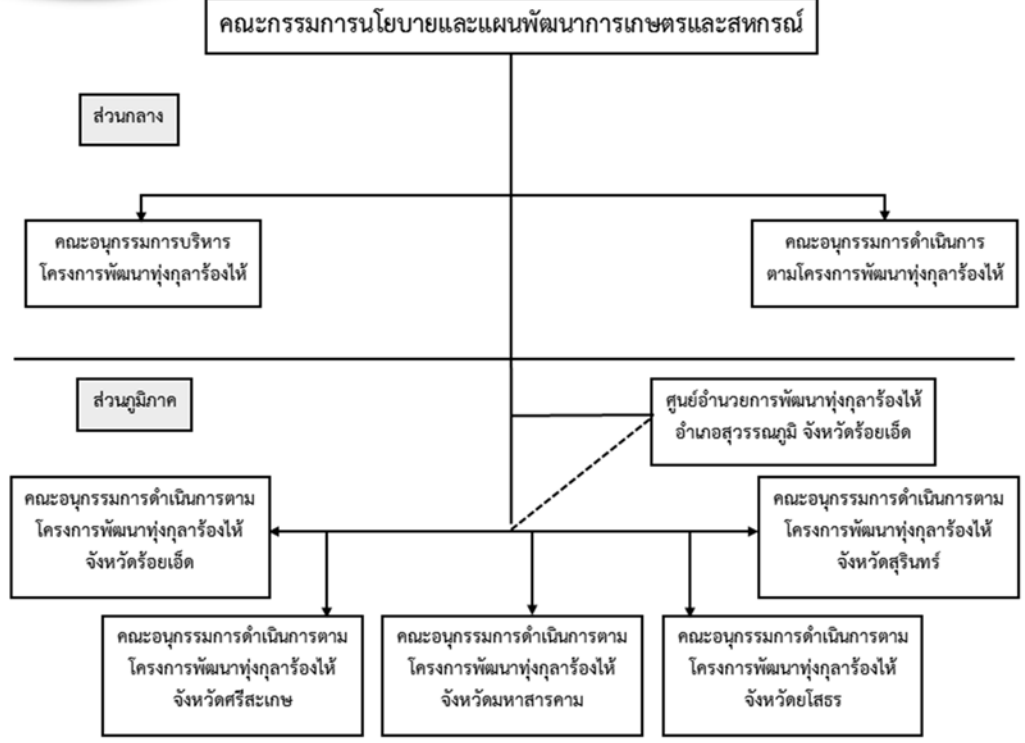 คณะกรรมการนโยบายและแผนพัฒนาการเกษตรและสหกรณ์
ส่วนกลาง
คณะอนุกรรมการบริหาร
โครงการพัฒนาทุ่งกุลาร้องไห้
คณะอนุกรรมการดำเนินการ
ตามโครงการพัฒนาทุ่งกุลาร้องไห้
ส่วนภูมิภาค
ศูนย์อำนวยการพัฒนาทุ่งกุลาร้องไห้
อำเภอสุวรรณภูมิ จังหวัดร้อยเอ็ด
คณะอนุกรรมการดำเนินการตาม
โครงการพัฒนาทุ่งกุลาร้องไห้
จังหวัดร้อยเอ็ด
คณะอนุกรรมการดำเนินการตาม
โครงการพัฒนาทุ่งกุลาร้องไห้
จังหวัดสุรินทร์
คณะอนุกรรมการดำเนินการตาม
โครงการพัฒนาทุ่งกุลาร้องไห้
จังหวัดศรีสะเกษ
คณะอนุกรรมการดำเนินการตาม
โครงการพัฒนาทุ่งกุลาร้องไห้
จังหวัดมหาสารคาม
คณะอนุกรรมการดำเนินการตาม
โครงการพัฒนาทุ่งกุลาร้องไห้
จังหวัดยโสธร